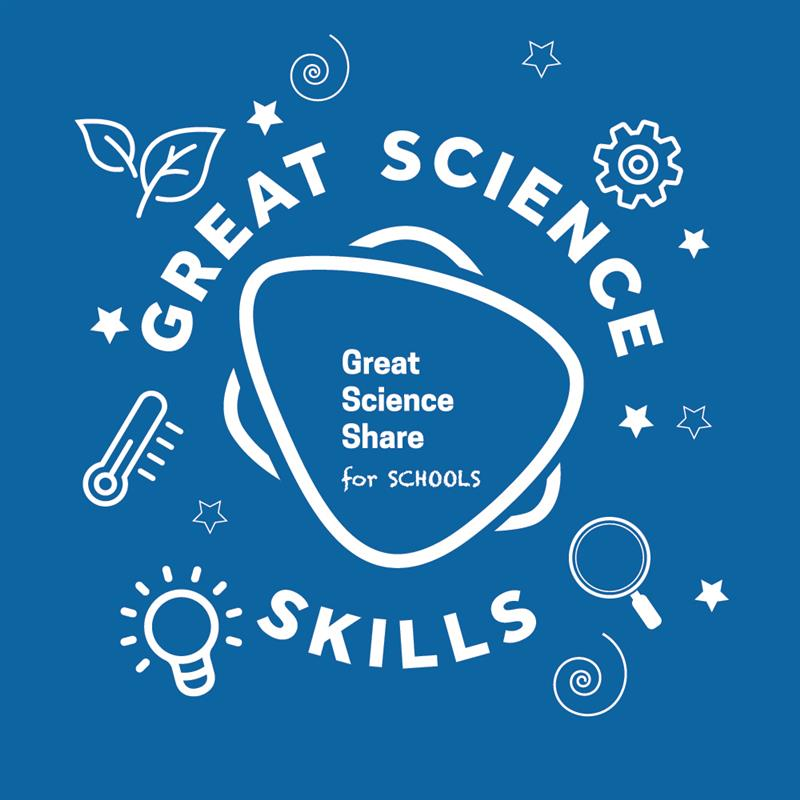 GREAT SCIENCE
Great
Science
Share
for SCHOOLS
SKILLS